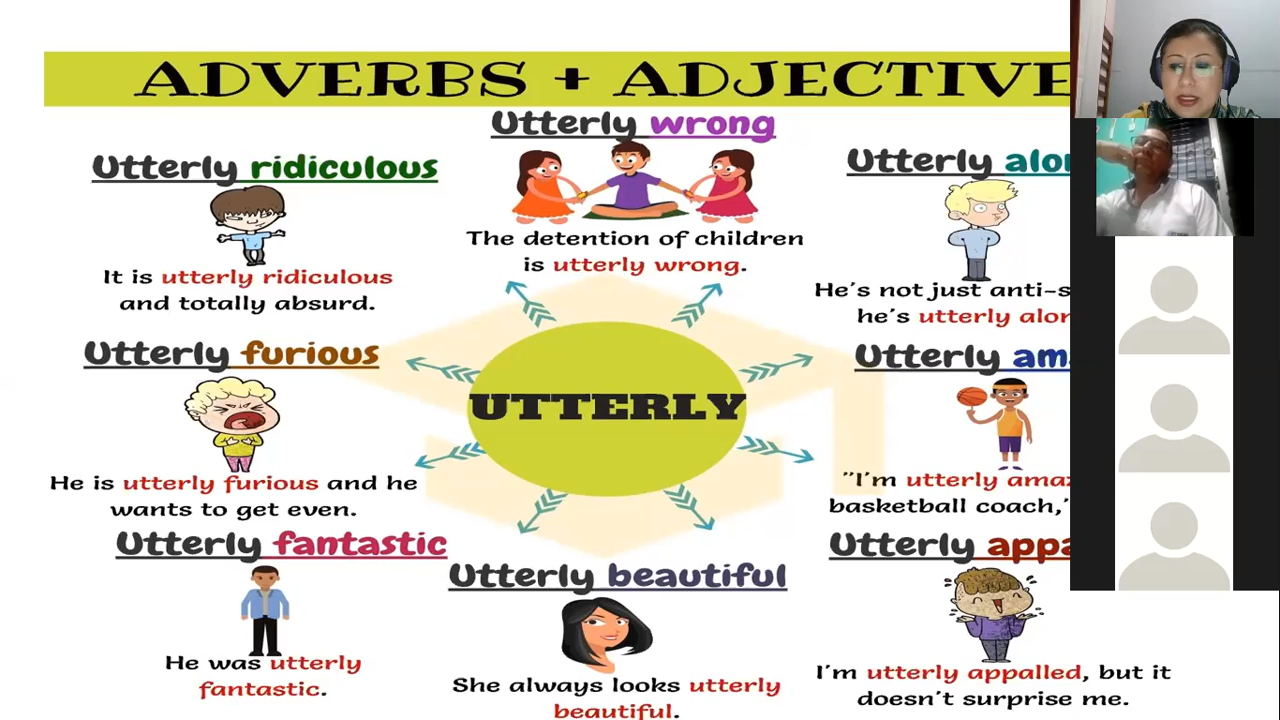 ADVERBS + ADJECTIVE
Utterly wrong
The detention of children
is utterly wrong.
Utterly ridiculous
It is utterly ridiculous
and totally absurd.
Utterly
He's not just
he's utterly
Utterly furious
He is utterly furious and he
wants to get even.
UTTERLY
Utterly
"I'm utterly
basketball coach,
Utterly fantastic
He was utterly
fantastic.
Utterly beautiful
She always looks utterly
beautiful.
Utterly
I'm utterly appalled, but it
doesn't surprise me.